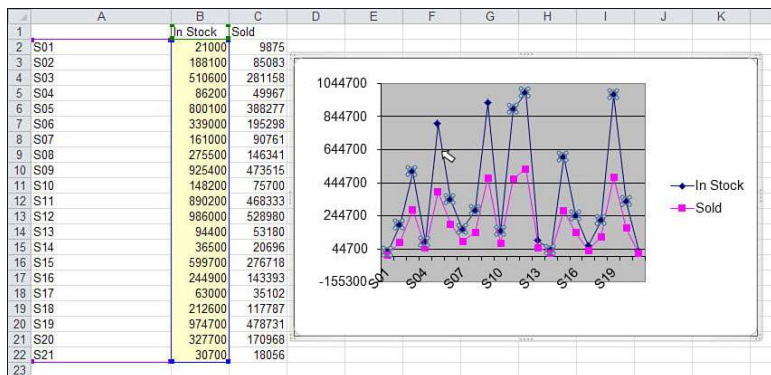 A B C D E F G H I J K
1 In Stock Sold
2 S01 21000 9875
3 S02 188100 85083
4 S03 510600 281158
5 S04 86200 49967
6 S05 800100 388277
7 S06 339000 195298
8 S07 161000 90761
9 S08 275500 146341
10 S09 925400 473515
11 S10 148200 75700
12 S11 890200 468333
13 S12 986000 528980
14 S13 94400 53180
15 S14 36500 20696
16 S15 599700 276718
17 S16 244900 143393
18 S17 63000 35102
19 S18 212600 117787
20 S19 974700 478731
21 S20 327700 170968
22 S21 30700 18056
23
1044700
844700
644700
444700
244700
44700
-155300
S01 S04 S07 S10 S13 S16 S19
In Stock
Sold